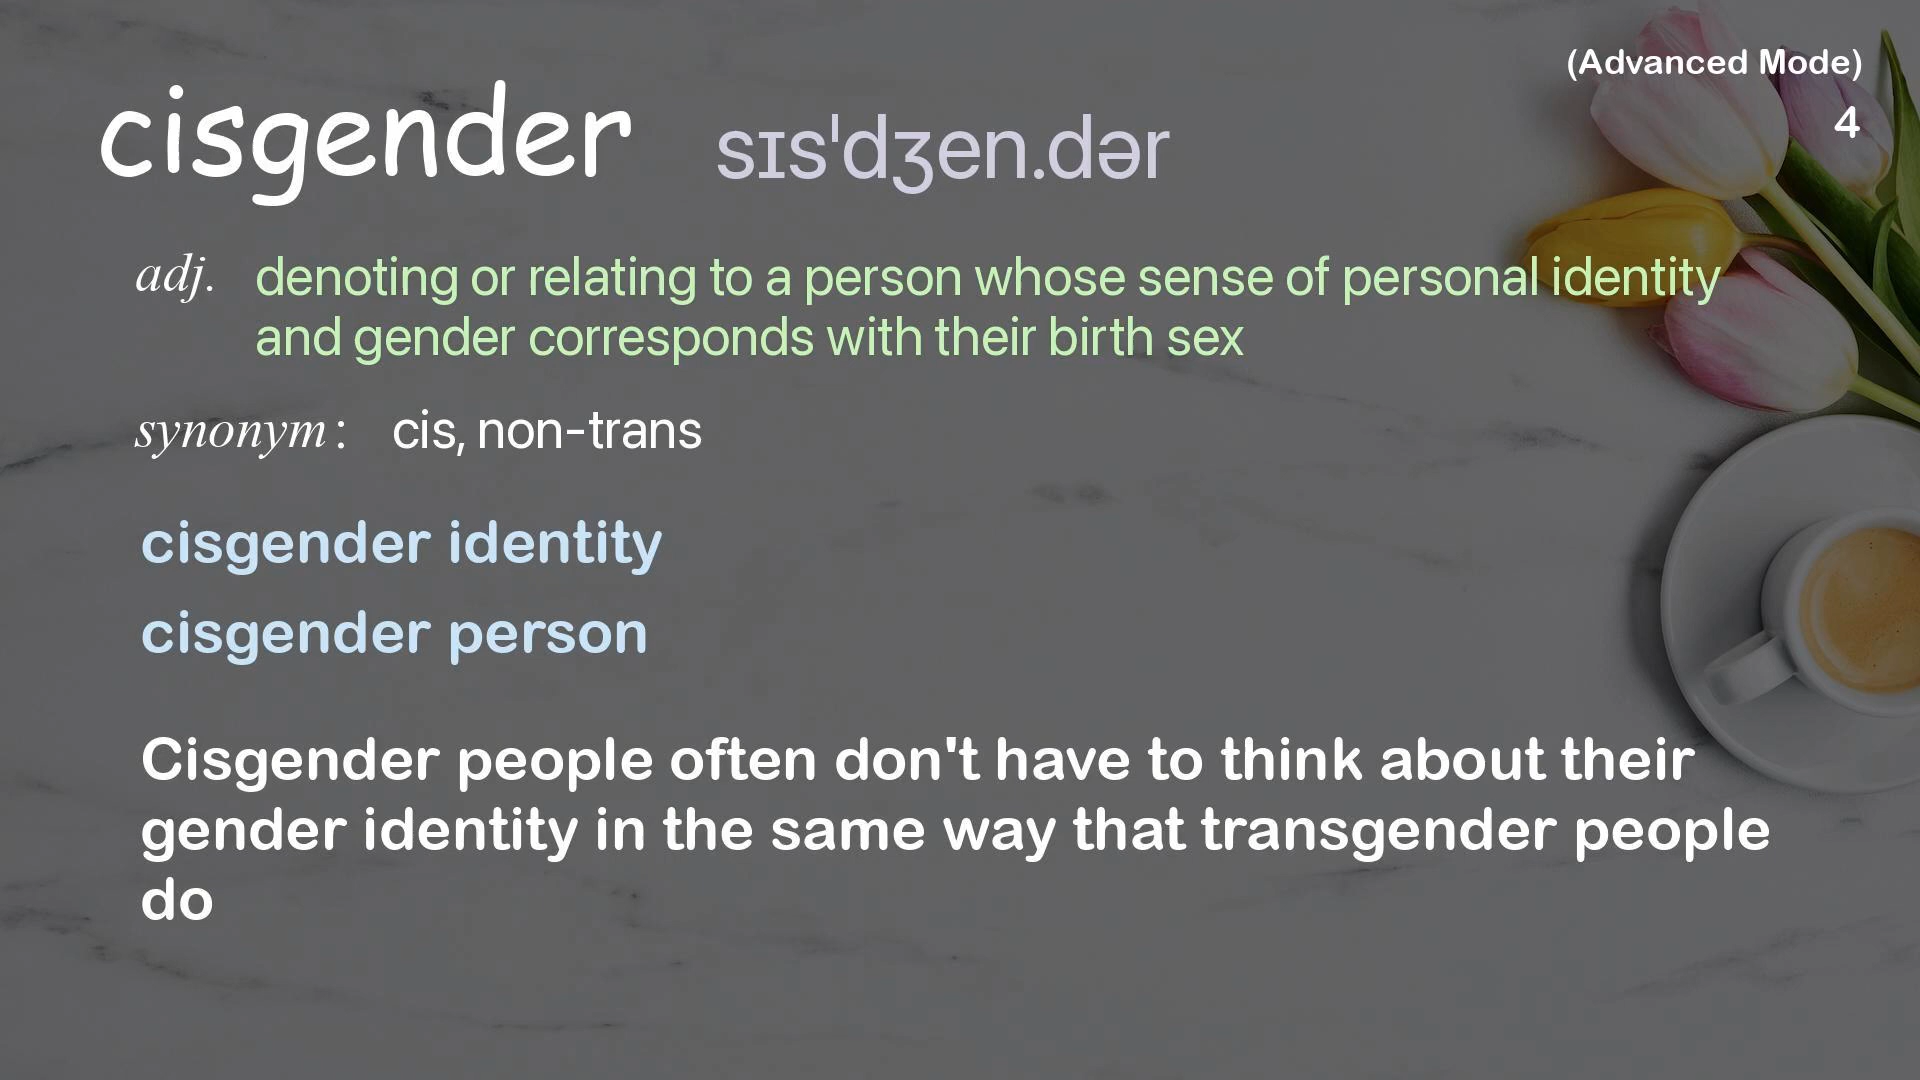 (Advanced Mode)
4
cisgender sɪsˈdʒen.dər
adj. denoting or relating to a person whose sense of personal identity
and gender corresponds with their birth sex
synonym: cis, non-trans
cisgender identity
cisgender person
Cisgender people often don't have to think about their
gender identity in the same way that transgender people
do